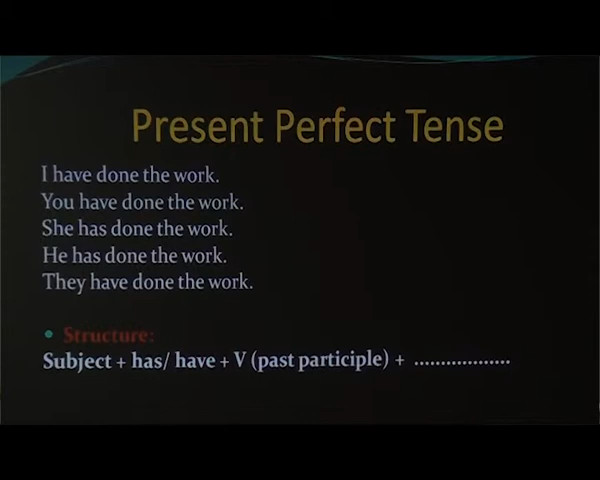 Present Perfect Tense
I have done the work.
You have done the work.
She has done the work.
He has done the work.
They have done the work.
• Structure:
Subject + has/ have + V (past participle) + ..................